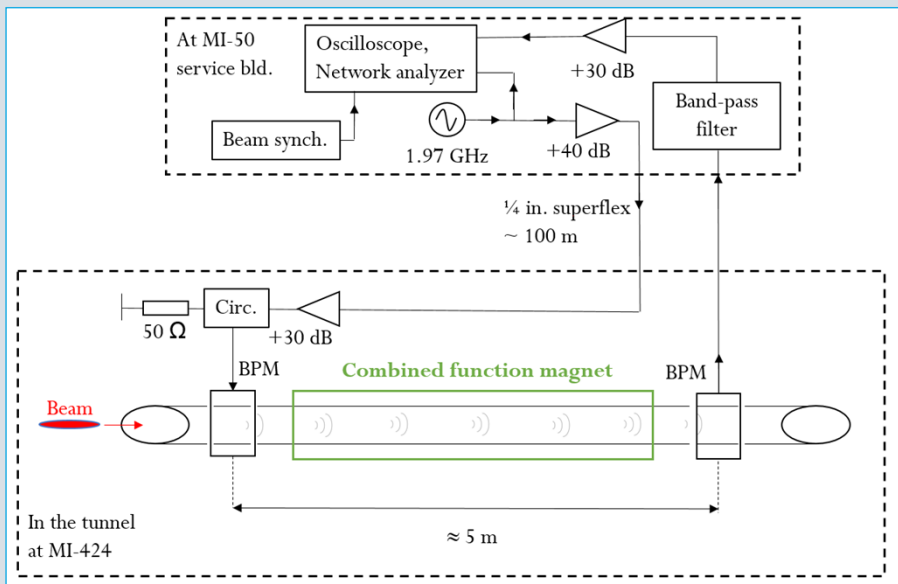 At MI-50
service bld.
Oscilloscope,
Network analyzer
+30 dB
Band-pass
filter
Beam synch.
1.97 GHz
+40 dB
¼ in. superflex
~ 100 m
Circ.
50 Ω
+30 dB
BPM
Combined function magnet
BPM
Beam
In the tunnel
at MI-424
≈ 5 m